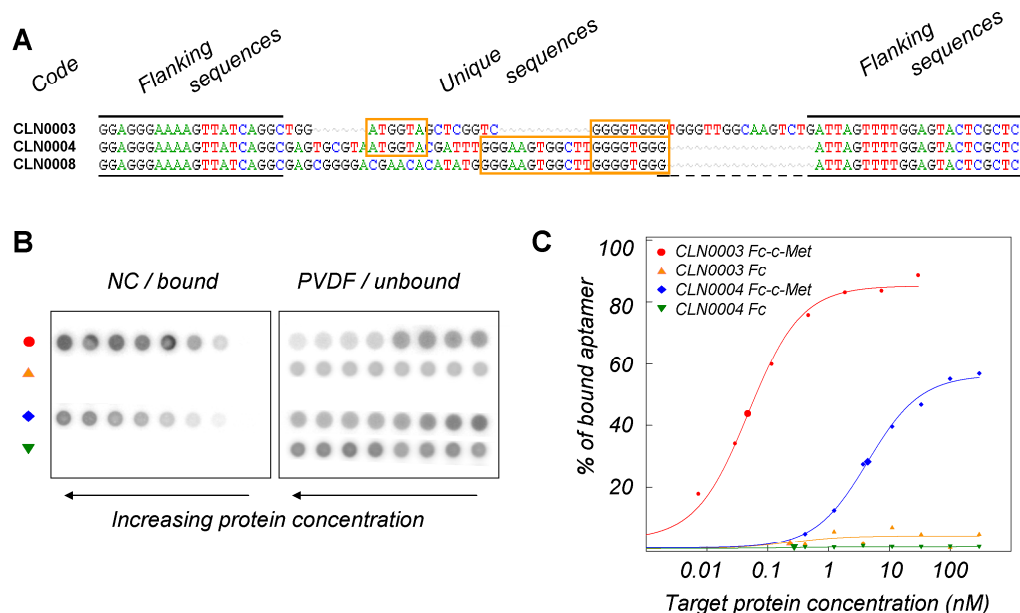 A
Code
Flanking
sequences
Unique
sequences
Flanking
sequences
CLN0003 GGAGGGAAAAGTTATCAGGCTGG~~~~~~ATGGTAGCTCGGTC~~~~~~~~~~GGGGTGGGTGGGTTGGCAAGTCTGATTAGTTTTGGAGTACTCGCTC
CLN0004 GGAGGGAAAAGTTATCAGGCGAGTGCGTAATGGTACGATTTGGGAAGTGGCTTGGGGTGGG~~~~~~~~~~~~~~~~ATTAGTTTTGGAGTACTCGCTC
CLN0008 GGAGGGAAAAGTTATCAGGCGAGCGGGGACGAACACATATGGGAAGTGGCTTGGGGTGGG~~~~~~~~~~~~~~~~ATTAGTTTTGGAGTACTCGCTC
B
NC / bound
PVDF / unbound
Increasing protein concentration
C
CLN0003 Fc-c-Met
CLN0003 Fc
CLN0004 Fc-c-Met
CLN0004 Fc
100
80
60
40
20
% of bound aptamer
0.01 0.1 1 10 100
Target protein concentration (nM)